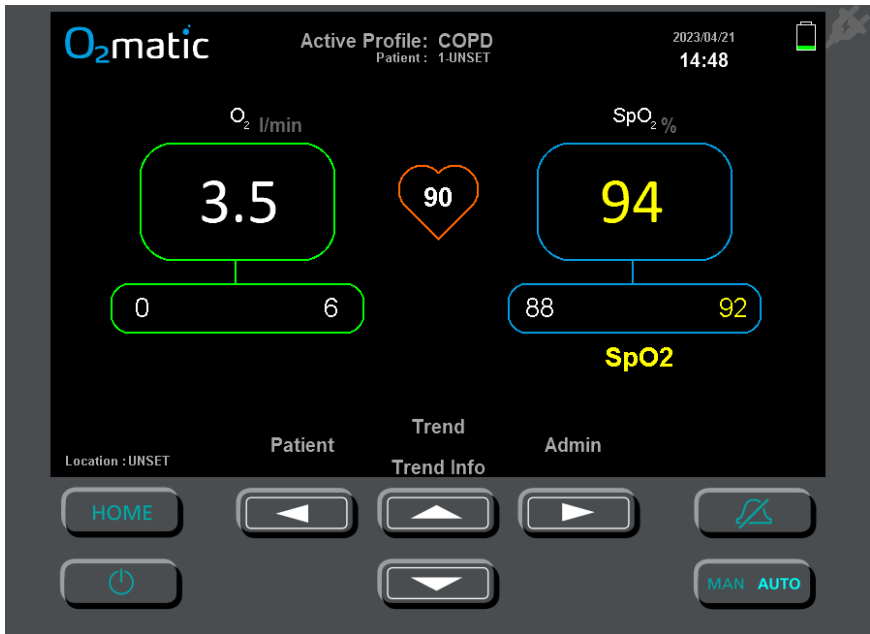 O₂matic
Active Profile: COPD
Patient : 1-UNSET
2023/04/21
14:48
O₂ l/min
SpO₂ %
3.5
90
94
0 6
88 92
SpO2
Trend
Patient Admin
Trend Info
Location : UNSET
HOME
MAN AUTO